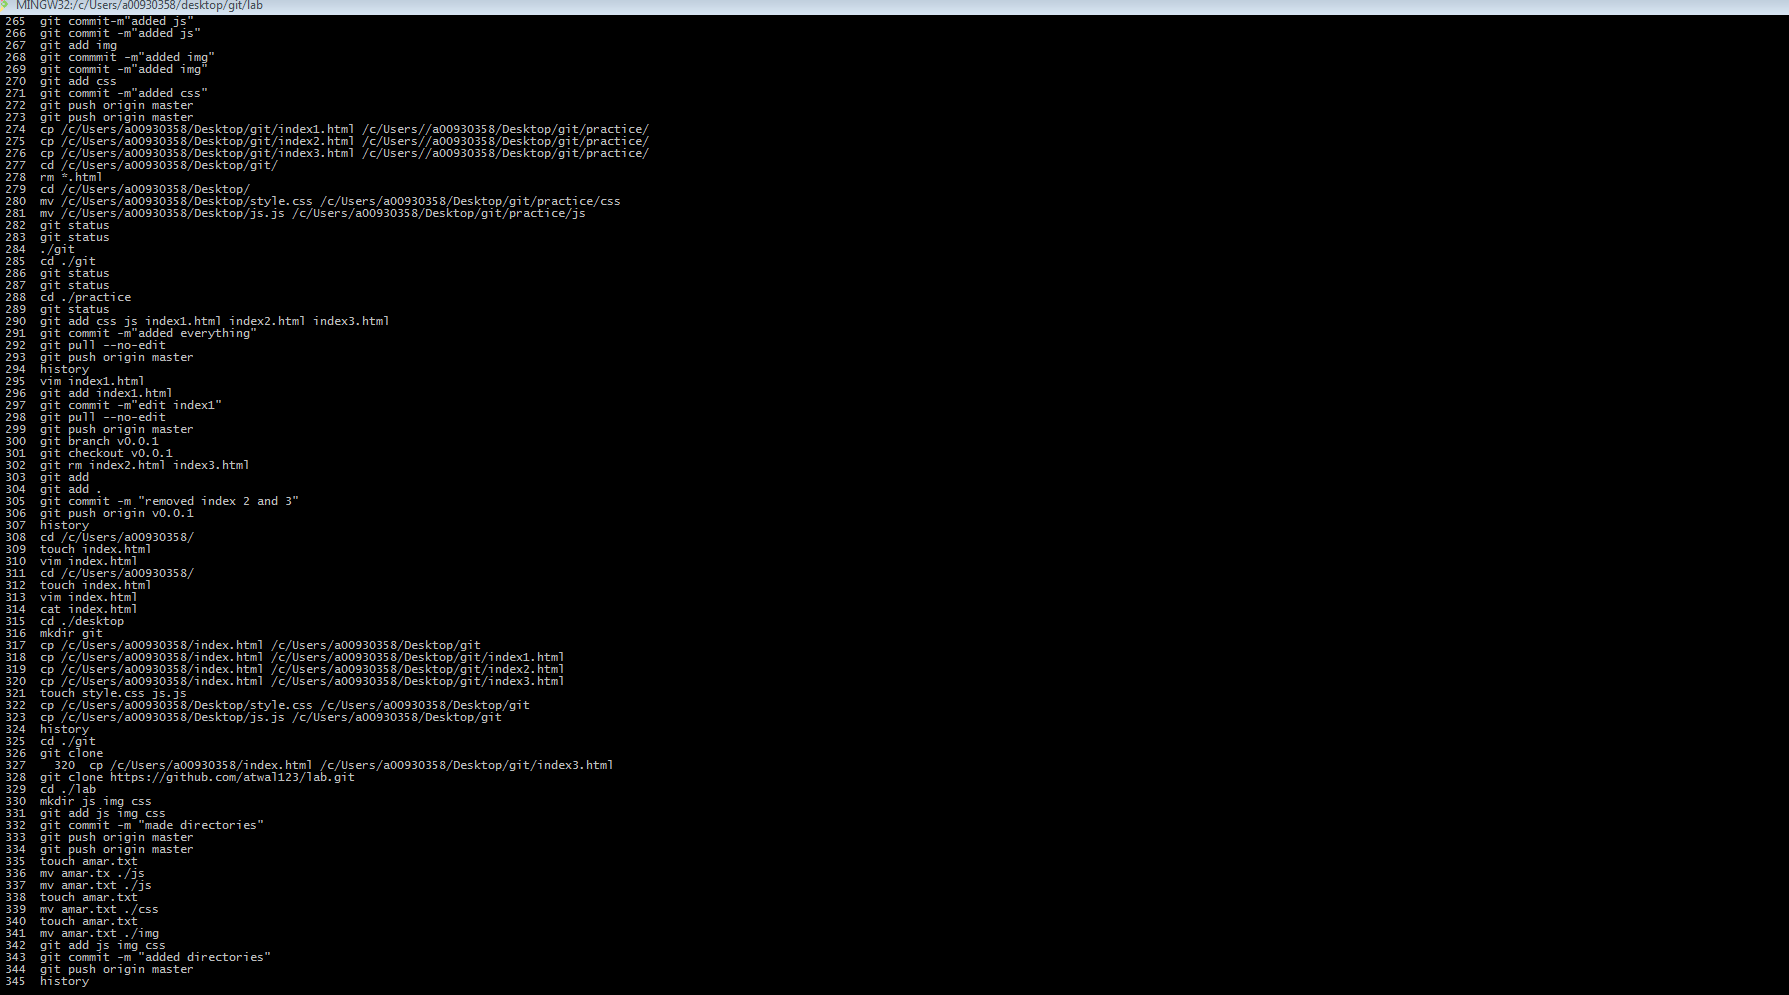 MINGW32:/c/Users/a00930358/desktop/git/lab
265 git commit-m"added js"
266 git commit -m"added js"
267 git add img
268 git commmit -m"added img"
269 git commit -m"added img"
270 git add css
271 git commit -m"added css"
272 git push origin master
273 git push origin master
274 cp /c/Users/a00930358/Desktop/git/index1.html /c/Users//a00930358/Desktop/git/practice/
275 cp /c/Users/a00930358/Desktop/git/index2.html /c/Users//a00930358/Desktop/git/practice/
276 cp /c/Users/a00930358/Desktop/git/index3.html /c/Users//a00930358/Desktop/git/practice/
277 cd /c/Users/a00930358/Desktop/git/
278 rm *.html
279 cd /c/Users/a00930358/Desktop/
280 mv /c/Users/a00930358/Desktop/style.css /c/Users/a00930358/Desktop/git/practice/css
281 mv /c/Users/a00930358/Desktop/js.js /c/Users/a00930358/Desktop/git/practice/js
282 git status
283 git status
284 ./git
285 cd ./git
286 git status
287 git status
288 cd ./practice
289 git status
290 git add css js index1.html index2.html index3.html
291 git commit -m"added everything"
292 git pull --no-edit
293 git push origin master
294 history
295 vim index1.html
296 git add index1.html
297 git commit -m"edit index1"
298 git pull --no-edit
299 git push origin master
300 git branch v0.0.1
301 git checkout v0.0.1
302 git rm index2.html index3.html
303 git add
304 git add .
305 git commit -m "removed index 2 and 3"
306 git push origin v0.0.1
307 history
308 cd /c/Users/a00930358/
309 touch index.html
310 vim index.html
311 cd /c/Users/a00930358/
312 touch index.html
313 vim index.html
314 cat index.html
315 cd ./desktop
316 mkdir git
317 cp /c/Users/a00930358/index.html /c/Users/a00930358/Desktop/git
318 cp /c/Users/a00930358/index.html /c/Users/a00930358/Desktop/git/index1.html
319 cp /c/Users/a00930358/index.html /c/Users/a00930358/Desktop/git/index2.html
320 cp /c/Users/a00930358/index.html /c/Users/a00930358/Desktop/git/index3.html
321 touch style.css js.js
322 cp /c/Users/a00930358/Desktop/style.css /c/Users/a00930358/Desktop/git
323 cp /c/Users/a00930358/Desktop/js.js /c/Users/a00930358/Desktop/git
324 history
325 cd ./git
326 git clone
327 320 cp /c/Users/a00930358/index.html /c/Users/a00930358/Desktop/git/index3.html
328 git clone https://github.com/atwal123/lab.git
329 cd ./lab
330 mkdir js img css
331 git add js img css
332 git commit -m "made directories"
333 git push origin master
334 git push origin master
335 touch amar.txt
336 mv amar.tx ./js
337 mv amar.txt ./js
338 touch amar.txt
339 mv amar.txt ./css
340 touch amar.txt
341 mv amar.txt ./img
342 git add js img css
343 git commit -m "added directories"
344 git push origin master
345 history